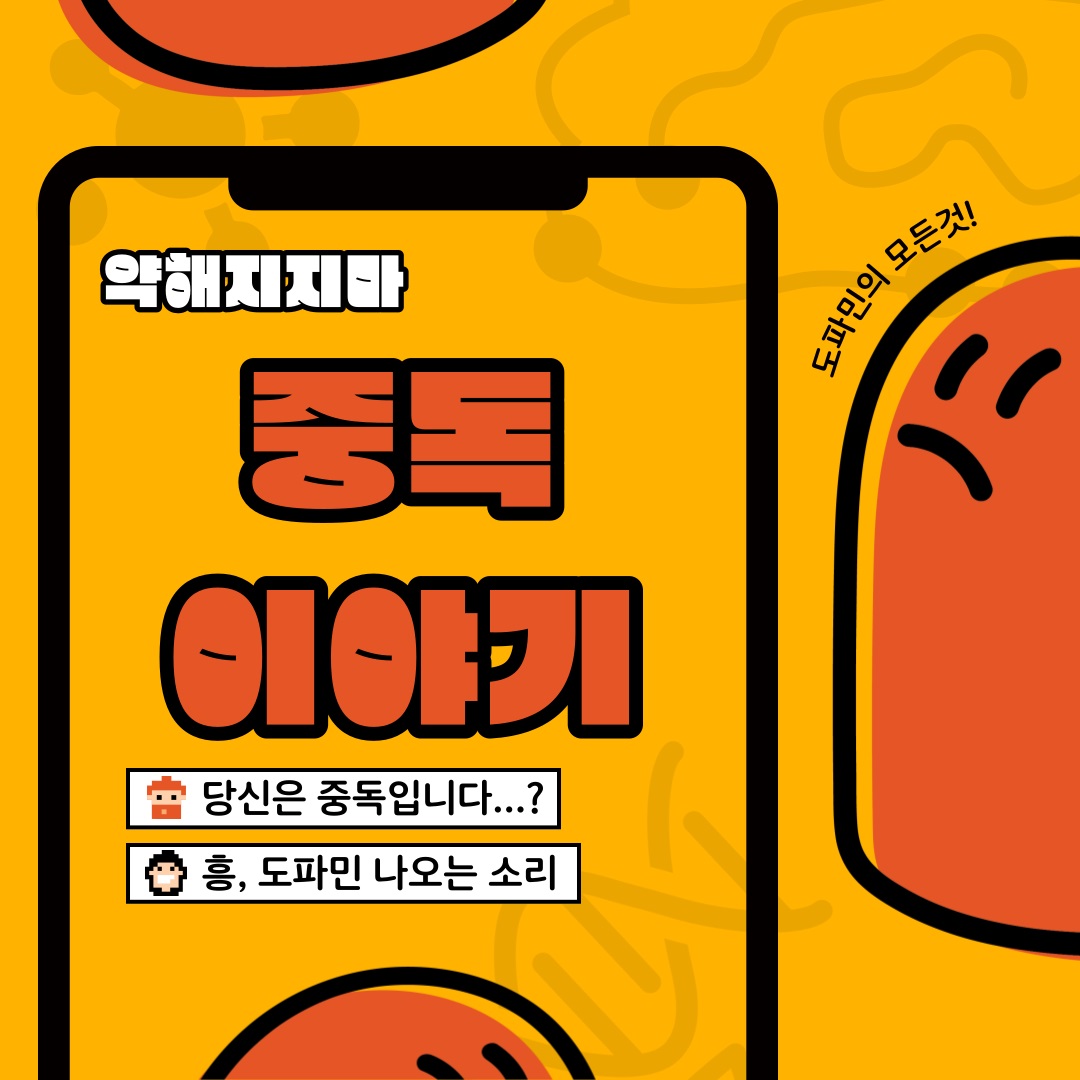 약해지지마
도파민의 모든것!
중독
이야기
당신은 중독입니다...?
흥, 도파민 나오는 소리